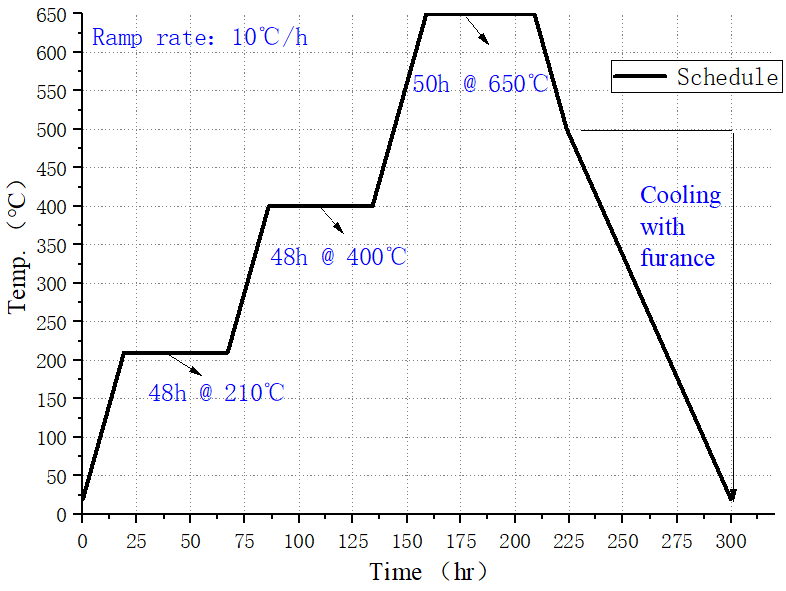 650
600
550
500
450
400
350
300
250
200
150
100
50
0
Temp. （℃）
Ramp rate: 10℃/h
50h @ 650℃
Schedule
Cooling
with
furance
48h @ 400℃
48h @ 210℃
0 25 50 75 100 125 150 175 200 225 250 275 300
Time （hr）